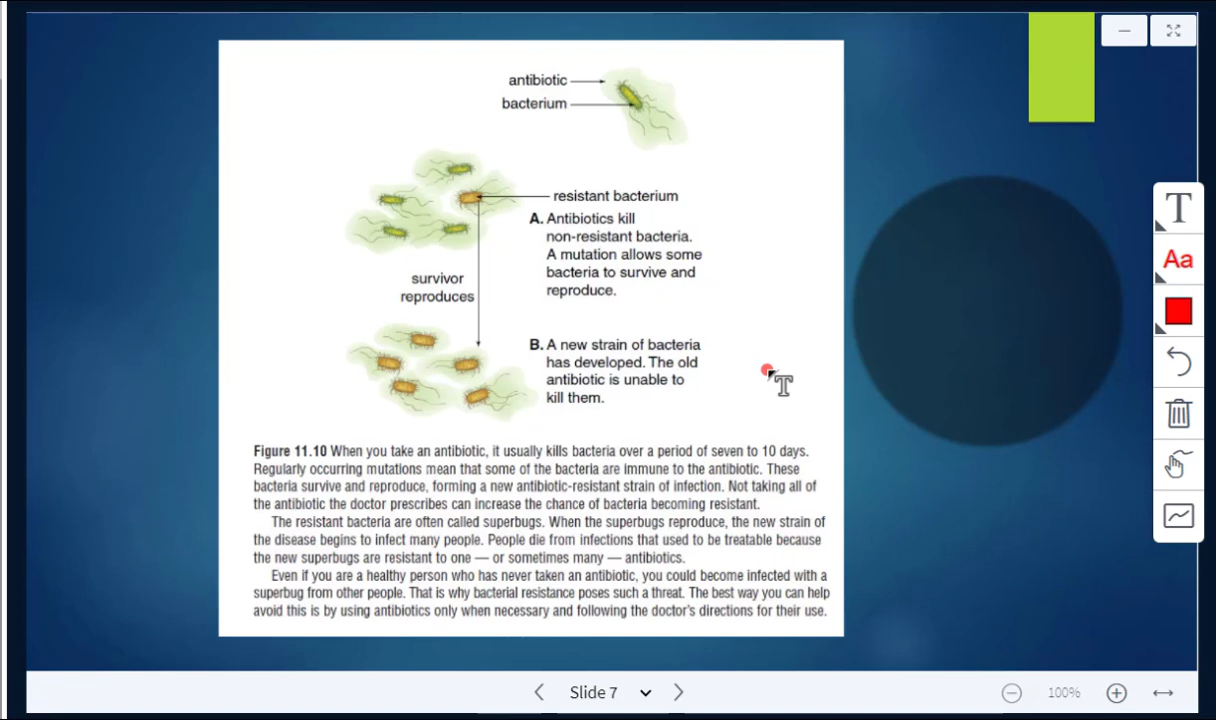 antibiotic
bacterium
resistant bacterium
A. Antibiotics kill
non-resistant bacteria.
A mutation allows some
bacteria to survive and
reproduce.
survivor
reproduces
B. A new strain of bacteria
has developed. The old
antibiotic is unable to
kill them.
Figure 11.10 When you take an antibiotic, it usually kills bacteria over a period of seven to 10 days.
Regularly occurring mutations mean that some of the bacteria are immune to the antibiotic. These
bacteria survive and reproduce, forming a new antibiotic-resistant strain of infection. Not taking all of
the antibiotic the doctor prescribes can increase the chance of bacteria becoming resistant.
The resistant bacteria are often called superbugs. When the superbugs reproduce, the new strain of
the disease begins to infect many people. People die from infections that used to be treatable because
the new superbugs are resistant to one — or sometimes many — antibiotics.
Even if you are a healthy person who has never taken an antibiotic, you could become infected with a
superbug from other people. That is why bacterial resistance poses such a threat. The best way you can help
avoid this is by using antibiotics only when necessary and following the doctor's directions for their use.
T
Aa
T
Slide 7
100%